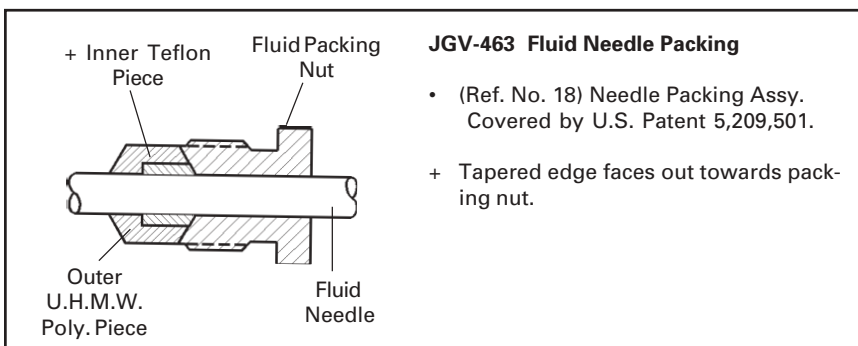 + Inner Teflon
Piece
Fluid Packing
Nut
Outer
U.H.M.W.
Poly. Piece
Fluid
Needle
JGV-463 Fluid Needle Packing
• (Ref. No. 18) Needle Packing Assy.
Covered by U.S. Patent 5,209,501.
+ Tapered edge faces out towards pack-
ing nut.